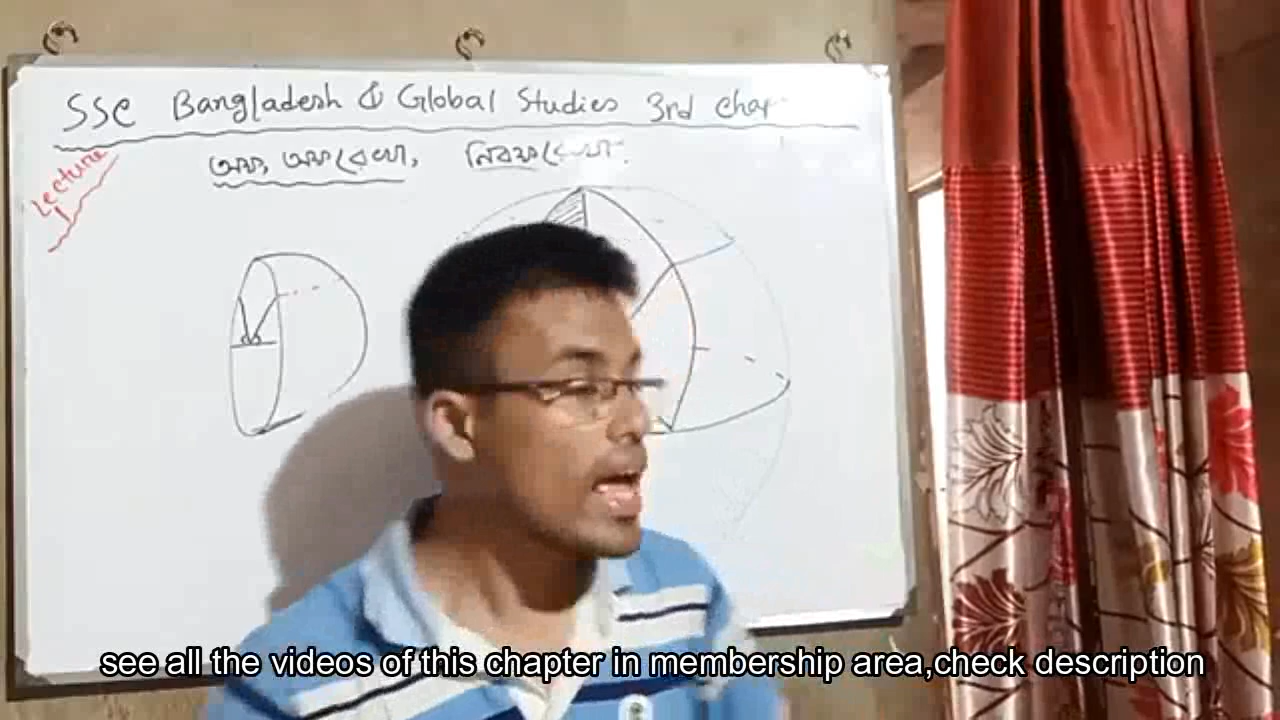 SSC Bangladesh & Global Studies 3rd Chap
Lecture
1
অক্ষ, অক্ষরেখা, নিরক্ষরেখা
see all the videos of this chapter in membership area,check description